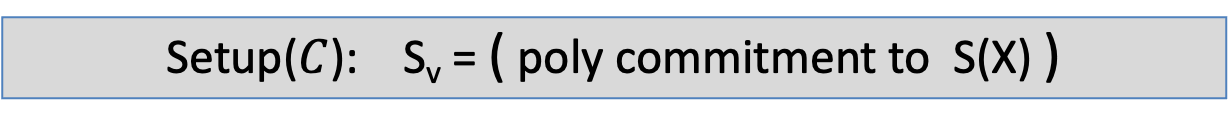 Setup(𝐶): Sᵥ = ( poly commitment to S(X) )